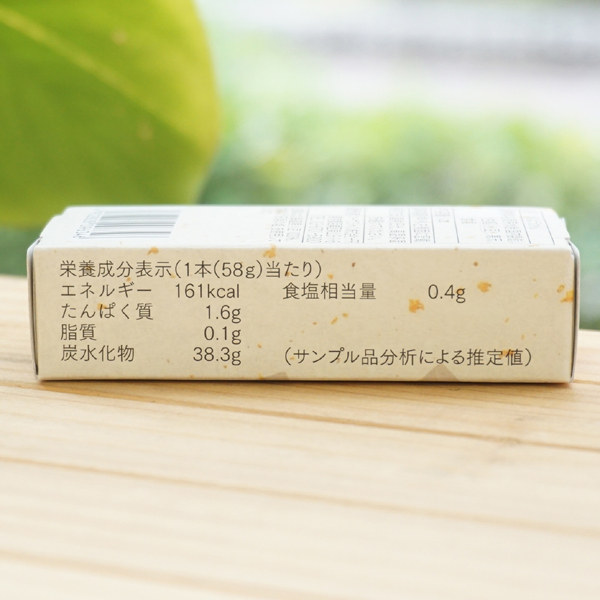 栄養成分表示(1本(58g)当たり)
エネルギー 161kcal 食塩相当量 0.4g
たんぱく質 1.6g
脂質 0.1g
炭水化物 38.3g (サンプル品分析による推定値)